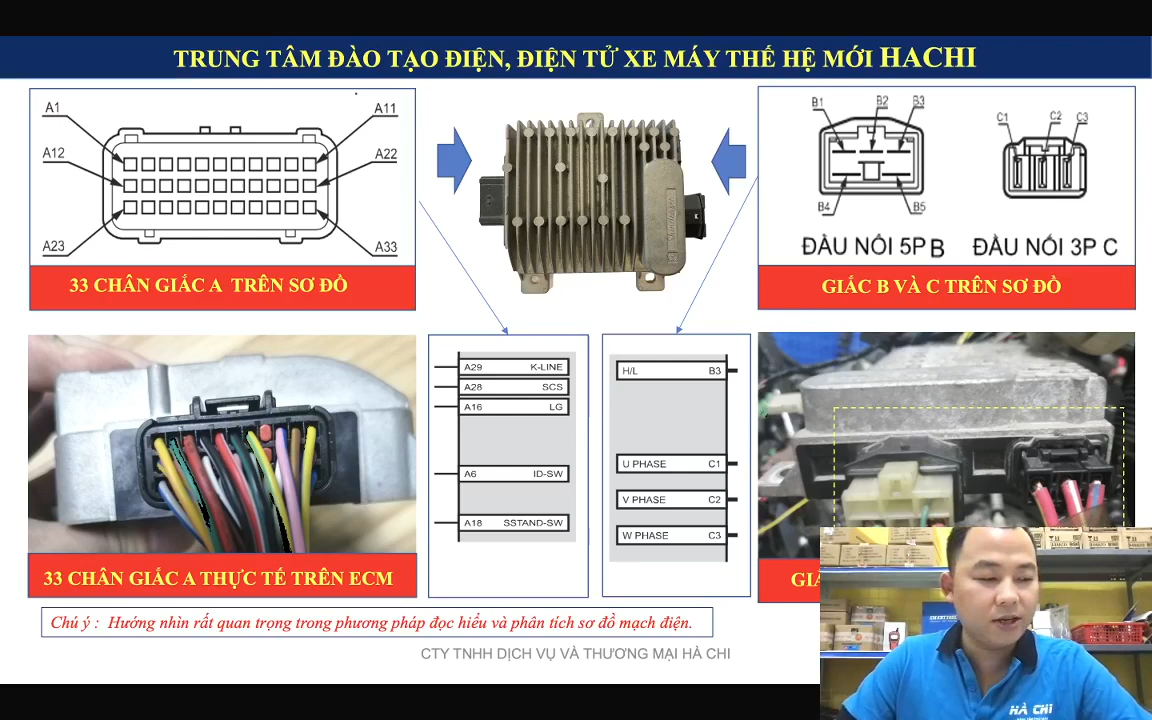 TRUNG TÂM ĐÀO TẠO ĐIỆN, ĐIỆN TỬ XE MÁY THẾ HỆ MỚI HACHI
A1
A11
A12
A22
A23
A33
33 CHÂN GIẮC A TRÊN SƠ ĐỒ
B1
B2
B3
B4
B5
C1
C2
C3
ĐẦU NỐI 5P B
ĐẦU NỐI 3P C
GIẮC B VÀ C TRÊN SƠ ĐỒ
A29 K-LINE
A28 SCS
A16 LG
A6 ID-SW
A18 SSTAND-SW
H/L B3
U PHASE C1
V PHASE C2
W PHASE C3
33 CHÂN GIẮC A THỰC TẾ TRÊN ECM
Chú ý : Hướng nhìn rất quan trọng trong phương pháp đọc hiểu và phân tích sơ đồ mạch điện.
CTY TNHH DỊCH VỤ VÀ THƯƠNG MẠI HÀ CHI
HÀ CHI